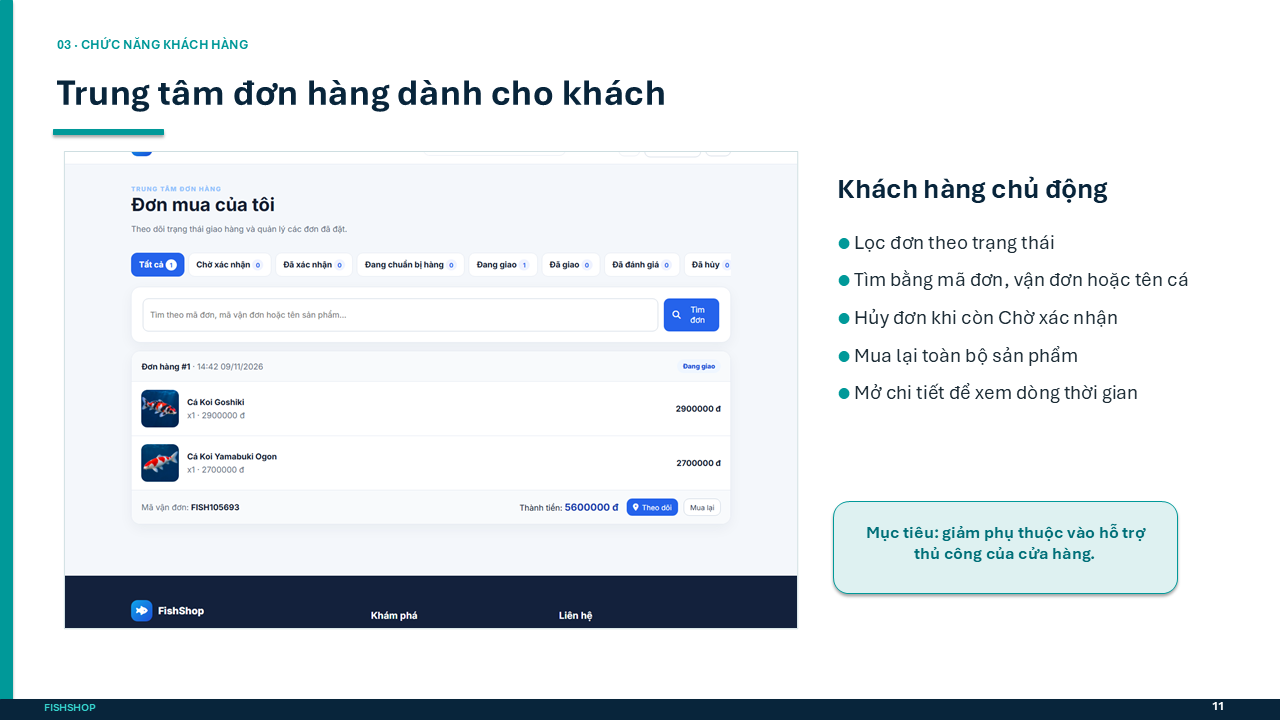 03 · CHỨC NĂNG KHÁCH HÀNG
Trung tâm đơn hàng dành cho khách
TRUNG TÂM ĐƠN HÀNG
Đơn mua của tôi
Theo dõi trạng thái giao hàng và quản lý các đơn đã đặt.
Tất cả 1 Chờ xác nhận 0 Đã xác nhận 0 Đang chuẩn bị hàng 0 Đang giao 1 Đã giao 0 Đã đánh giá 0 Đã hủy 0
Tìm theo mã đơn, mã vận đơn hoặc tên sản phẩm...
Tìm
đơn
Đơn hàng #1 · 14:42 09/11/2026
Đang giao
Cá Koi Goshiki
x1 · 2900000 đ
2900000 đ
Cá Koi Yamabuki Ogon
x1 · 2700000 đ
2700000 đ
Mã vận đơn: FISH105693
Thành tiền: 5600000 đ
Theo dõi
Mua lại
FishShop
Khám phá
Liên hệ
Khách hàng chủ động
● Lọc đơn theo trạng thái
● Tìm bằng mã đơn, vận đơn hoặc tên cá
● Hủy đơn khi còn Chờ xác nhận
● Mua lại toàn bộ sản phẩm
● Mở chi tiết để xem dòng thời gian
Mục tiêu: giảm phụ thuộc vào hỗ trợ
thủ công của cửa hàng.
FISHSHOP
11